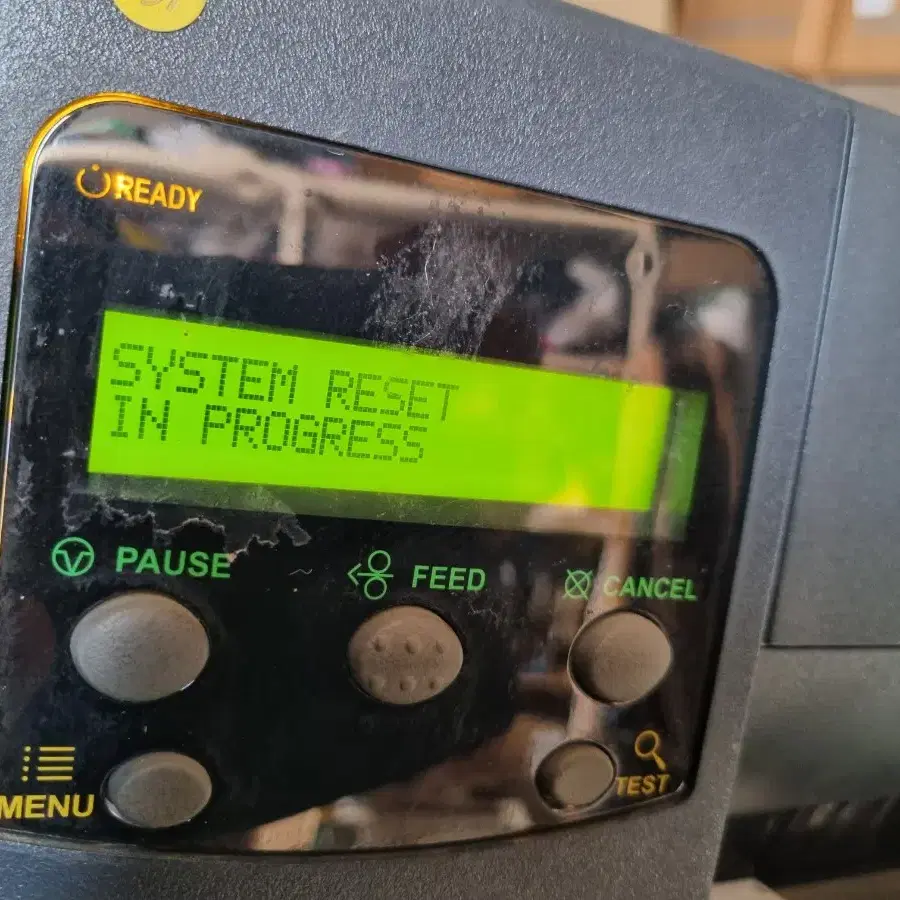 READY
SYSTEM RESET
IN PROGRESS
PAUSE
FEED
CANCEL
MENU
TEST